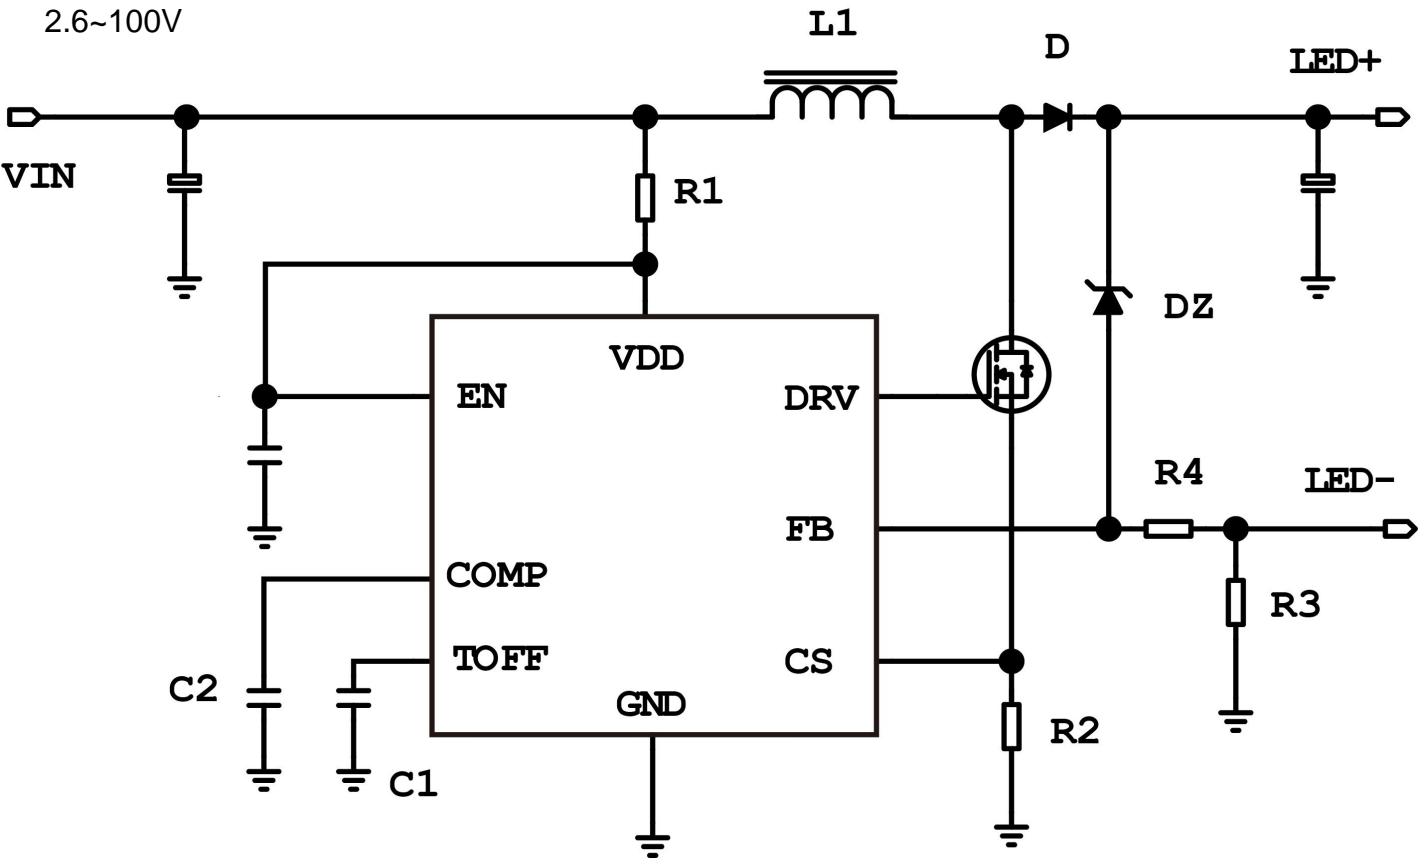 2.6~100V
L1
D
LED+
VIN
R1
DZ
VDD
EN
DRV
R4
LED-
FB
COMP
R3
TOFF
CS
C2
GND
R2
C1